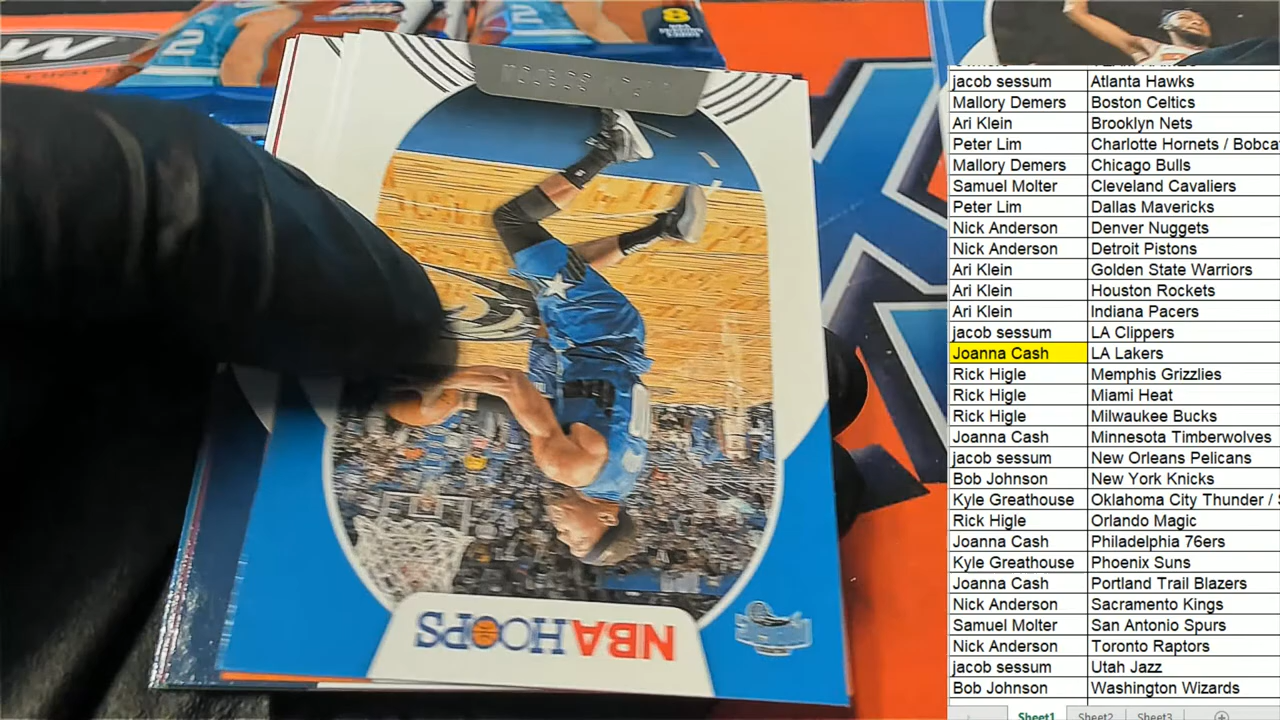 8
NBA HOOPS
jacob sessum Atlanta Hawks
Mallory Demers Boston Celtics
Ari Klein Brooklyn Nets
Peter Lim Charlotte Hornets / Bobca
Mallory Demers Chicago Bulls
Samuel Molter Cleveland Cavaliers
Peter Lim Dallas Mavericks
Nick Anderson Denver Nuggets
Nick Anderson Detroit Pistons
Ari Klein Golden State Warriors
Ari Klein Houston Rockets
Ari Klein Indiana Pacers
jacob sessum LA Clippers
Joanna Cash LA Lakers
Rick Higle Memphis Grizzlies
Rick Higle Miami Heat
Rick Higle Milwaukee Bucks
Joanna Cash Minnesota Timberwolves
jacob sessum New Orleans Pelicans
Bob Johnson New York Knicks
Kyle Greathouse Oklahoma City Thunder /
Rick Higle Orlando Magic
Joanna Cash Philadelphia 76ers
Kyle Greathouse Phoenix Suns
Joanna Cash Portland Trail Blazers
Nick Anderson Sacramento Kings
Samuel Molter San Antonio Spurs
Nick Anderson Toronto Raptors
jacob sessum Utah Jazz
Bob Johnson Washington Wizards
Sheet1 Sheet2 Sheet3